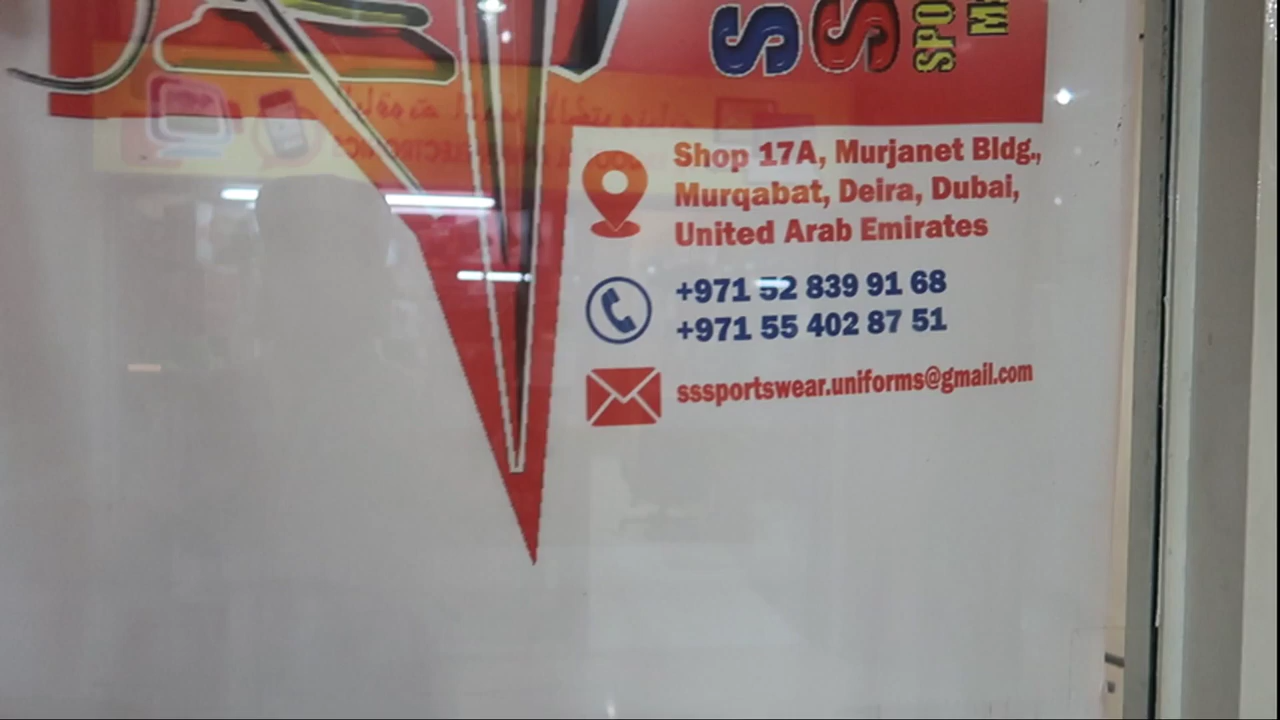 SS
Shop 17A, Murjanet Bldg.,
Murqabat, Deira, Dubai,
United Arab Emirates
+971 52 839 91 68
+971 55 402 87 51
sssportswear.uniforms@gmail.com